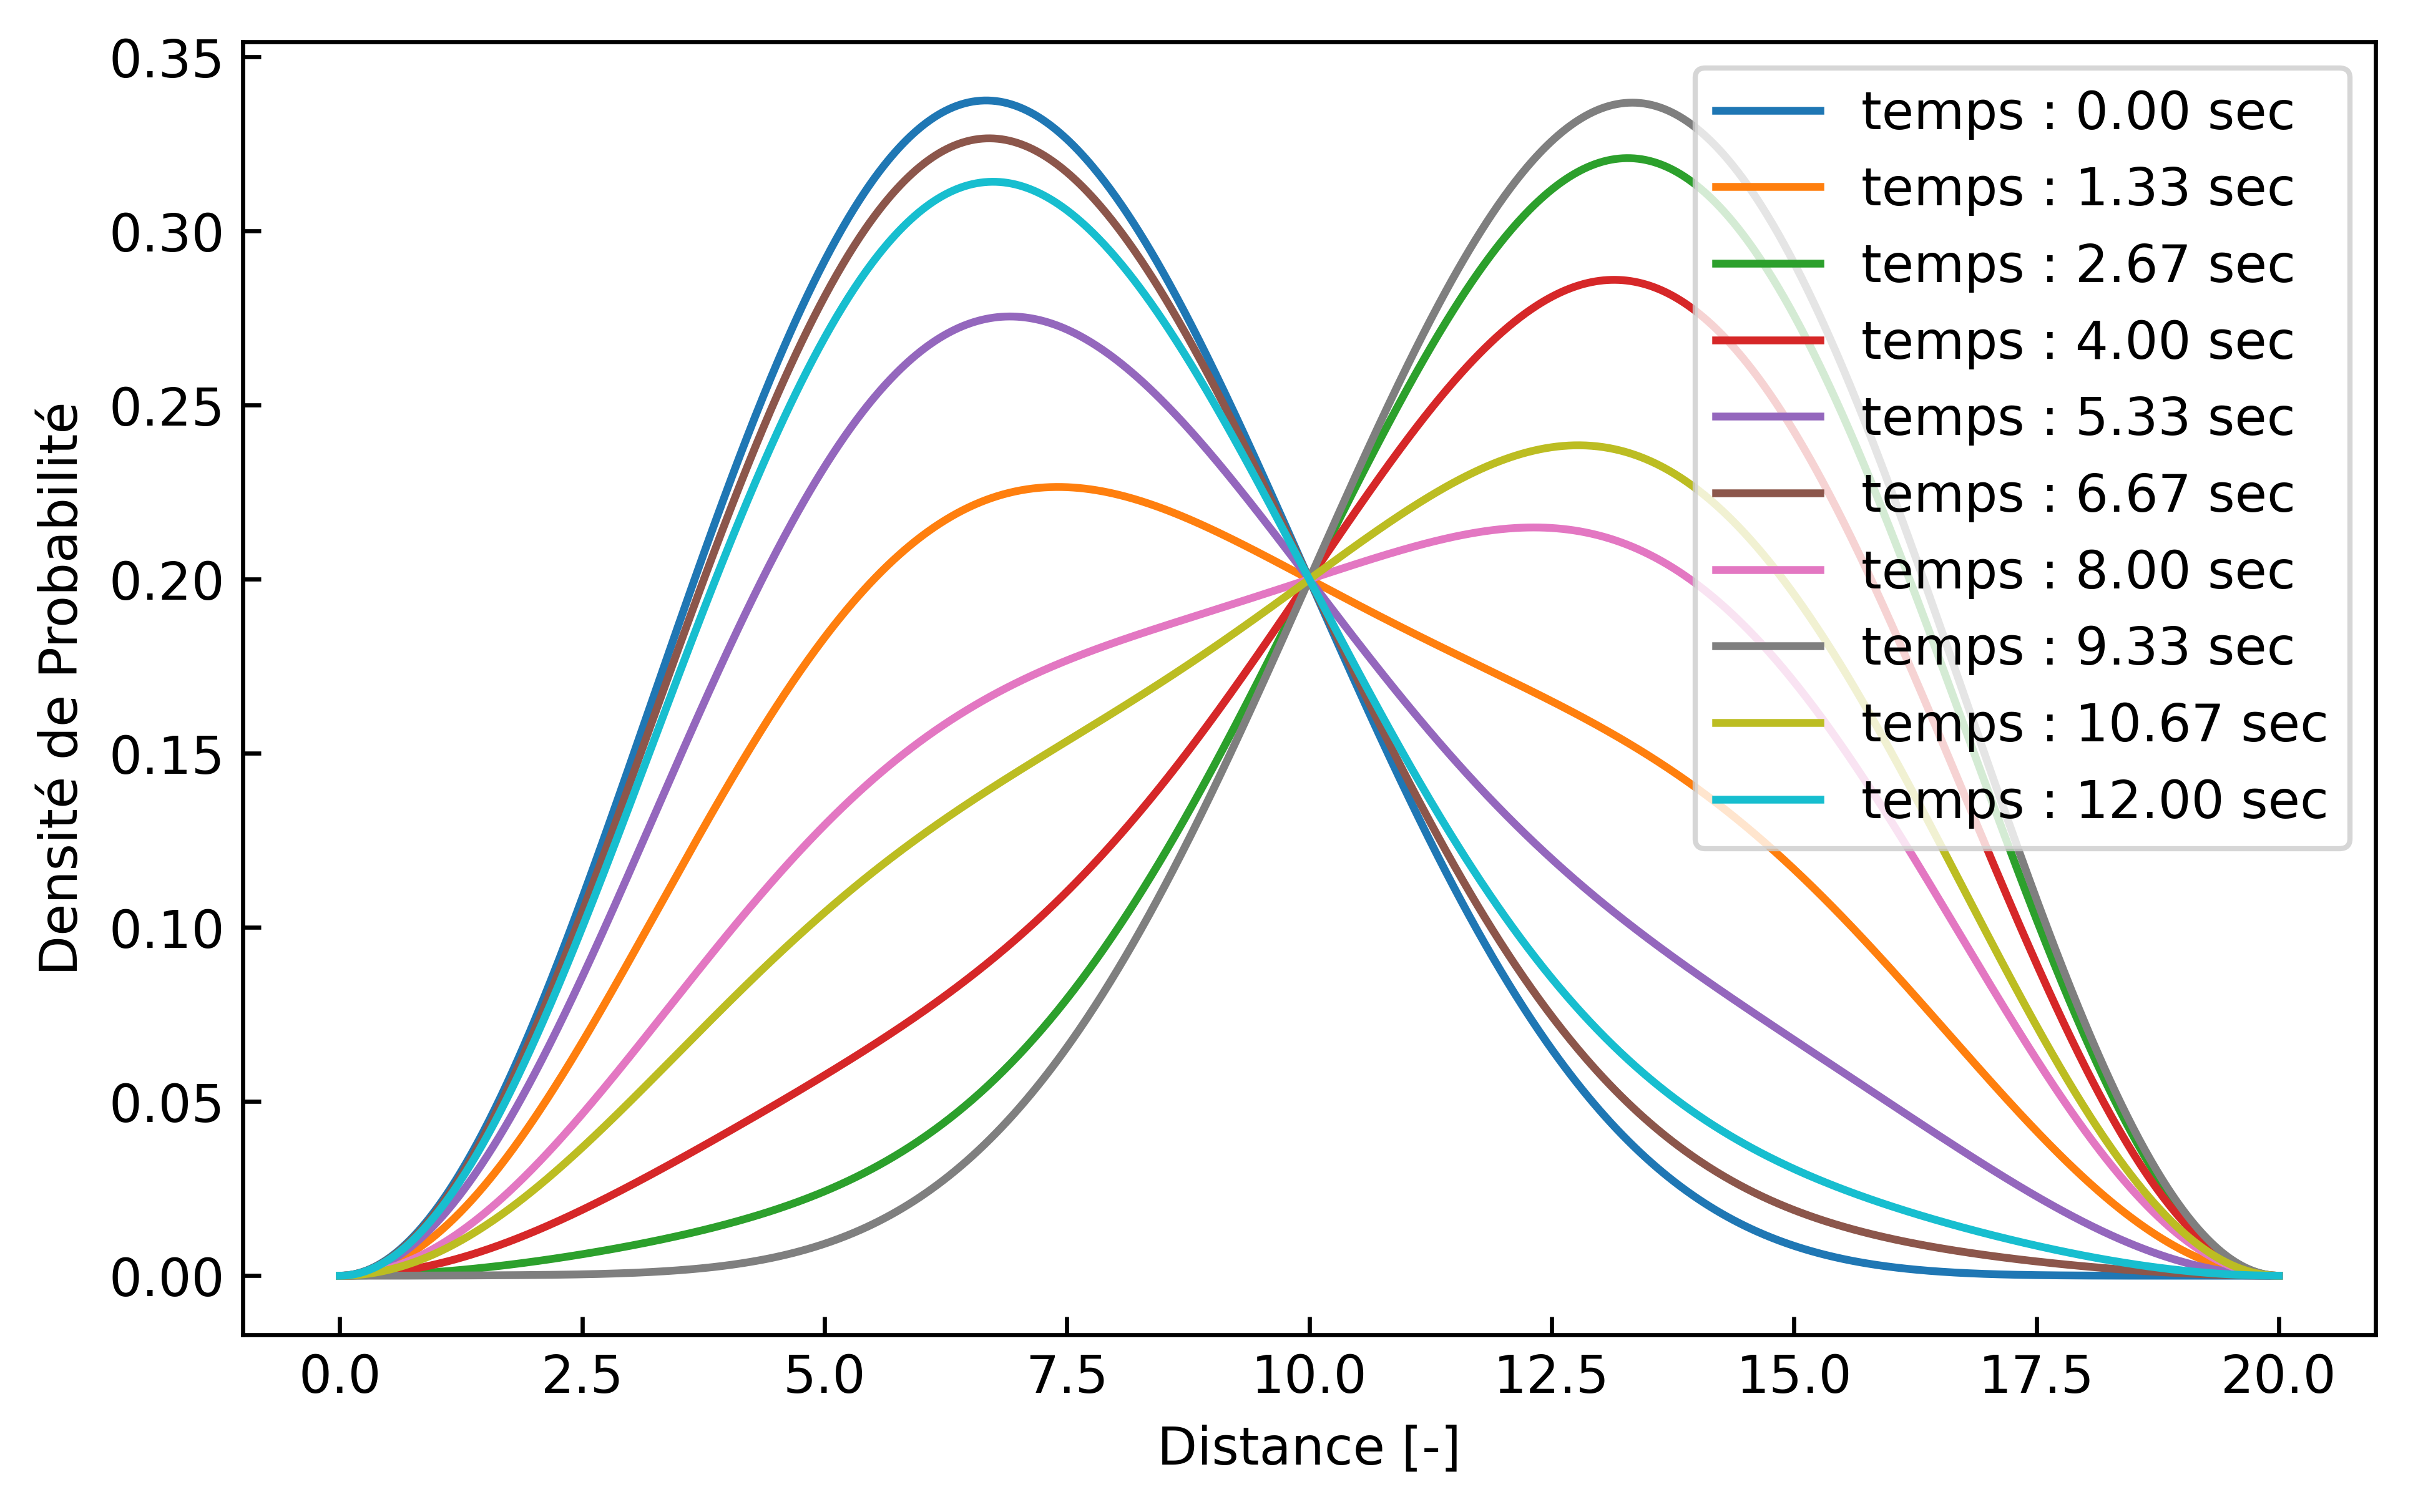 0.35
0.30
0.25
0.20
0.15
0.10
0.05
0.00
Densité de Probabilité
temps : 0.00 sec
temps : 1.33 sec
temps : 2.67 sec
temps : 4.00 sec
temps : 5.33 sec
temps : 6.67 sec
temps : 8.00 sec
temps : 9.33 sec
temps : 10.67 sec
temps : 12.00 sec
0.0 2.5 5.0 7.5 10.0 12.5 15.0 17.5 20.0
Distance [-]